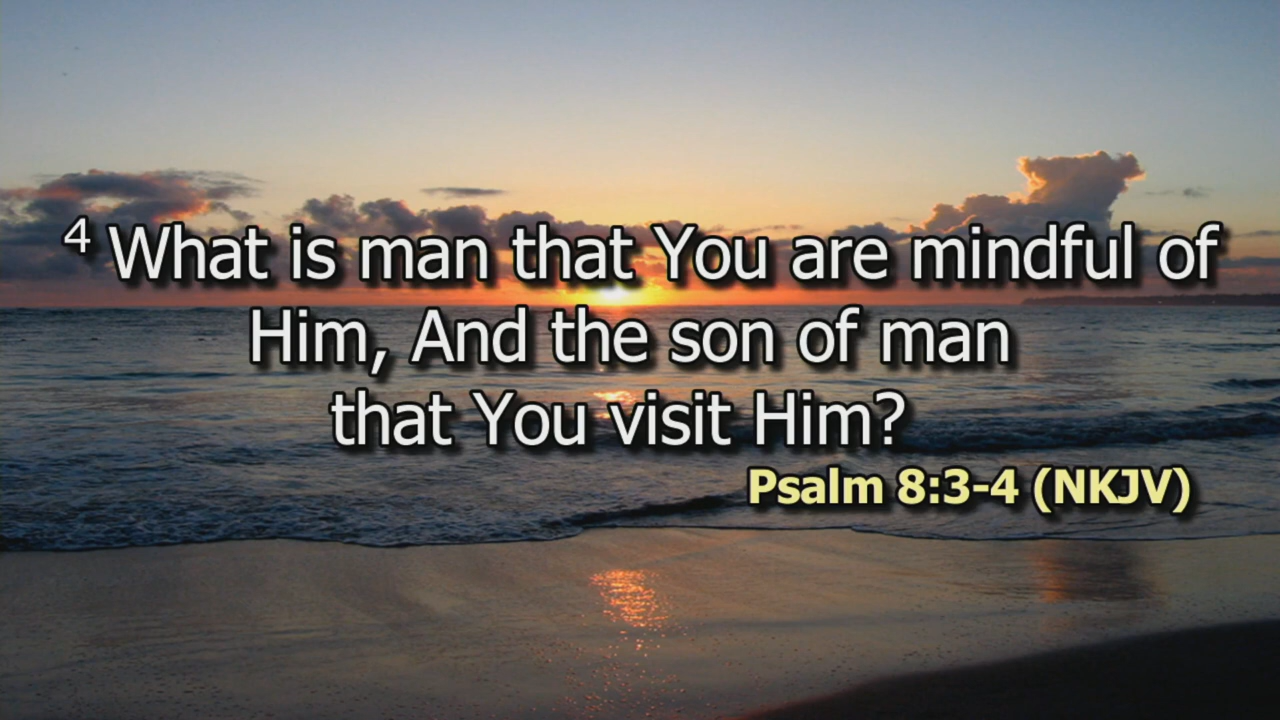 4 What is man that You are mindful of
Him, And the son of man
that You visit Him?
Psalm 8:3-4 (NKJV)